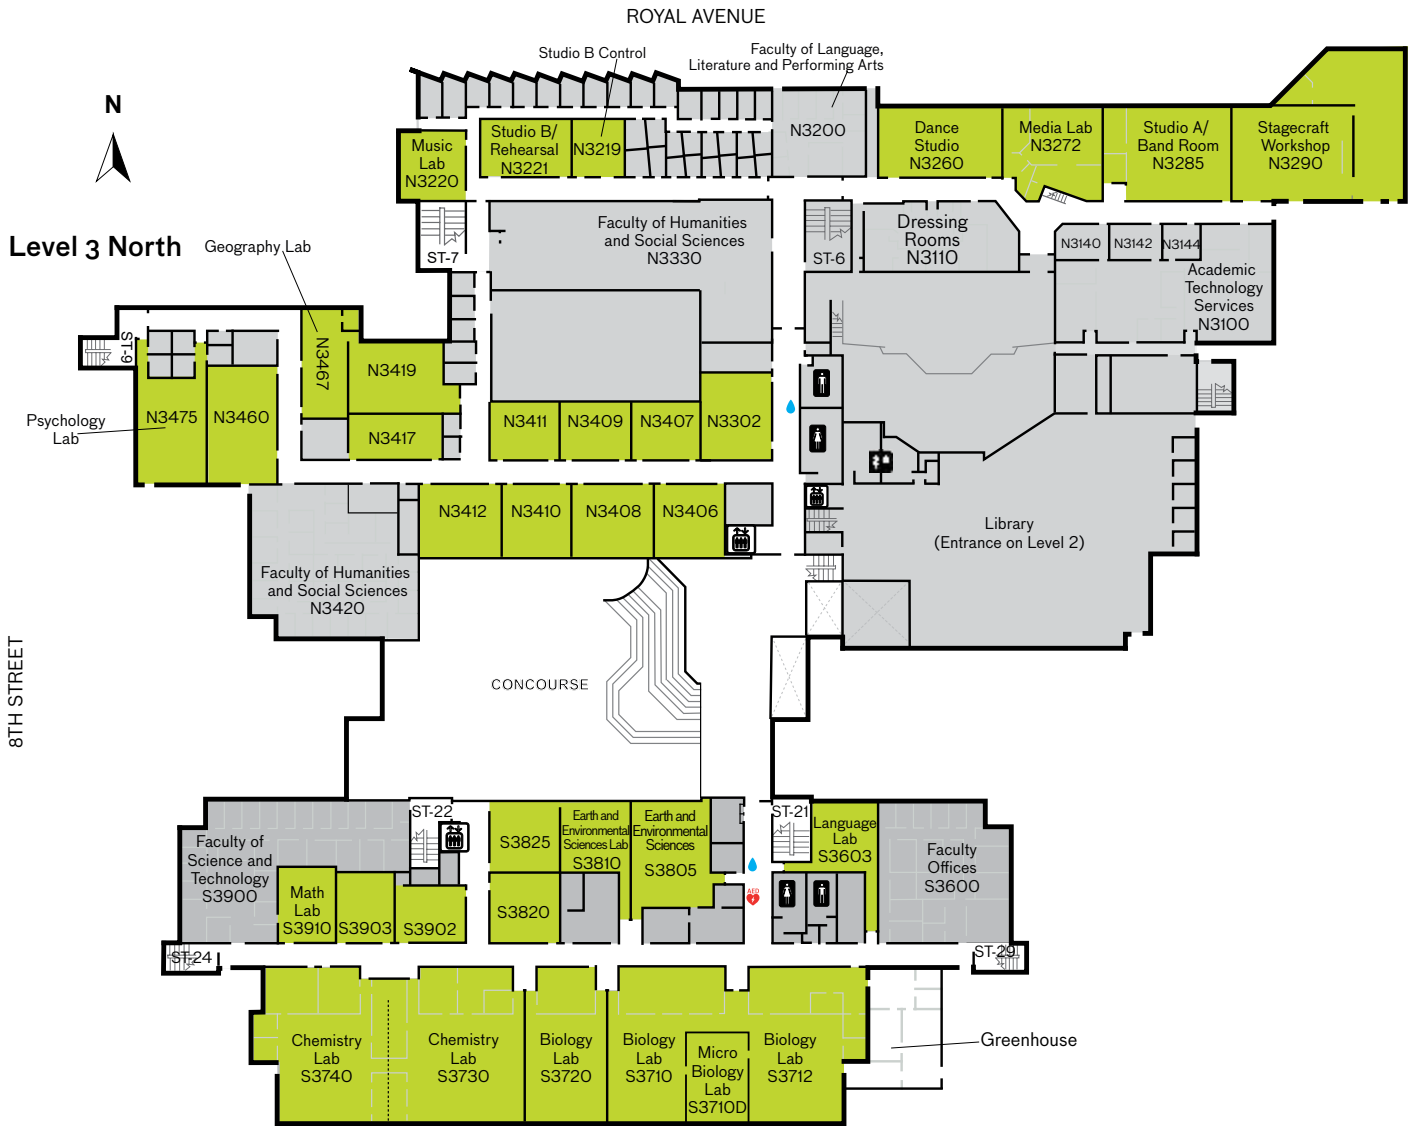 ROYAL AVENUE
Studio B Control
Faculty of Language,
Literature and Performing Arts
N
Level 3 North
Geography Lab
Music
Lab
N3220
Studio B/
Rehearsal
N3221
N3219
N3200
Dance
Studio
N3260
Media Lab
N3272
Studio A/
Band Room
N3285
Stagecraft
Workshop
N3290
ST-7
Faculty of Humanities
and Social Sciences
N3330
ST-6
Dressing
Rooms
N3110
N3140
N3142
N3144
Academic
Technology
Services
N3100
ST-9
N3467
N3419
N3417
N3475
N3460
Psychology
Lab
N3411
N3409
N3407
N3302
N3412
N3410
N3408
N3406
Library
(Entrance on Level 2)
Faculty of Humanities
and Social Sciences
N3420
8TH STREET
CONCOURSE
ST-22
ST-21
Faculty of
Science and
Technology
S3900
Math
Lab
S3910
S3903
S3902
S3825
S3820
Earth and
Environmental
Sciences Lab
S3810
Earth and
Environmental
Sciences
S3805
AED
Language
Lab
S3603
Faculty
Offices
S3600
ST-24
ST-29
Chemistry
Lab
S3740
Chemistry
Lab
S3730
Biology
Lab
S3720
Biology
Lab
S3710
Micro
Biology
Lab
S3710D
Biology
Lab
S3712
Greenhouse